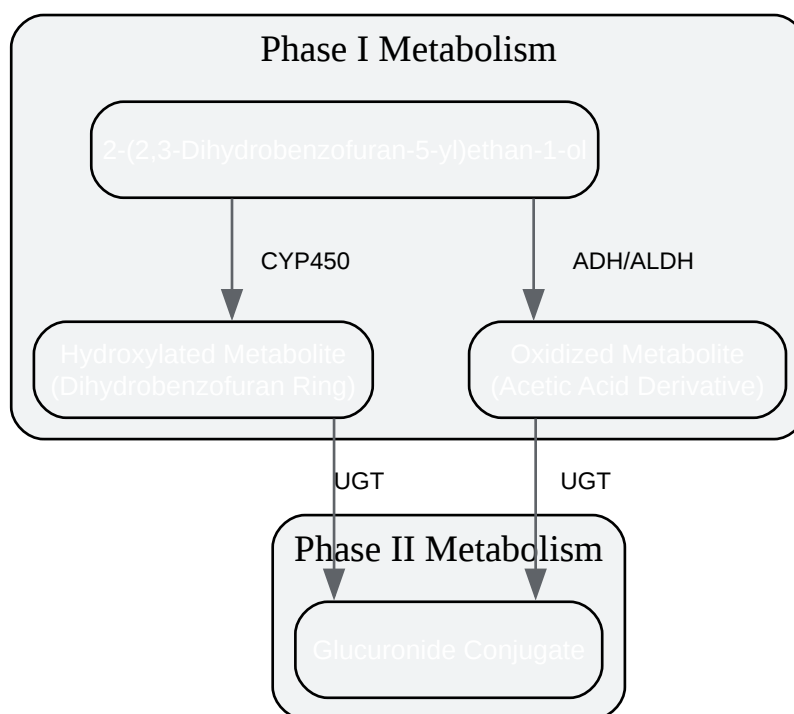 Phase I Metabolism
2-(2,3-Dihydrobenzofuran-5-yl)ethan-1-ol
CYP450
ADH/ALDH
Hydroxylated Metabolite
(Dihydrobenzofuran Ring)
Oxidized Metabolite
(Acetic Acid Derivative)
UGT
UGT
Phase II Metabolism
Glucuronide Conjugate